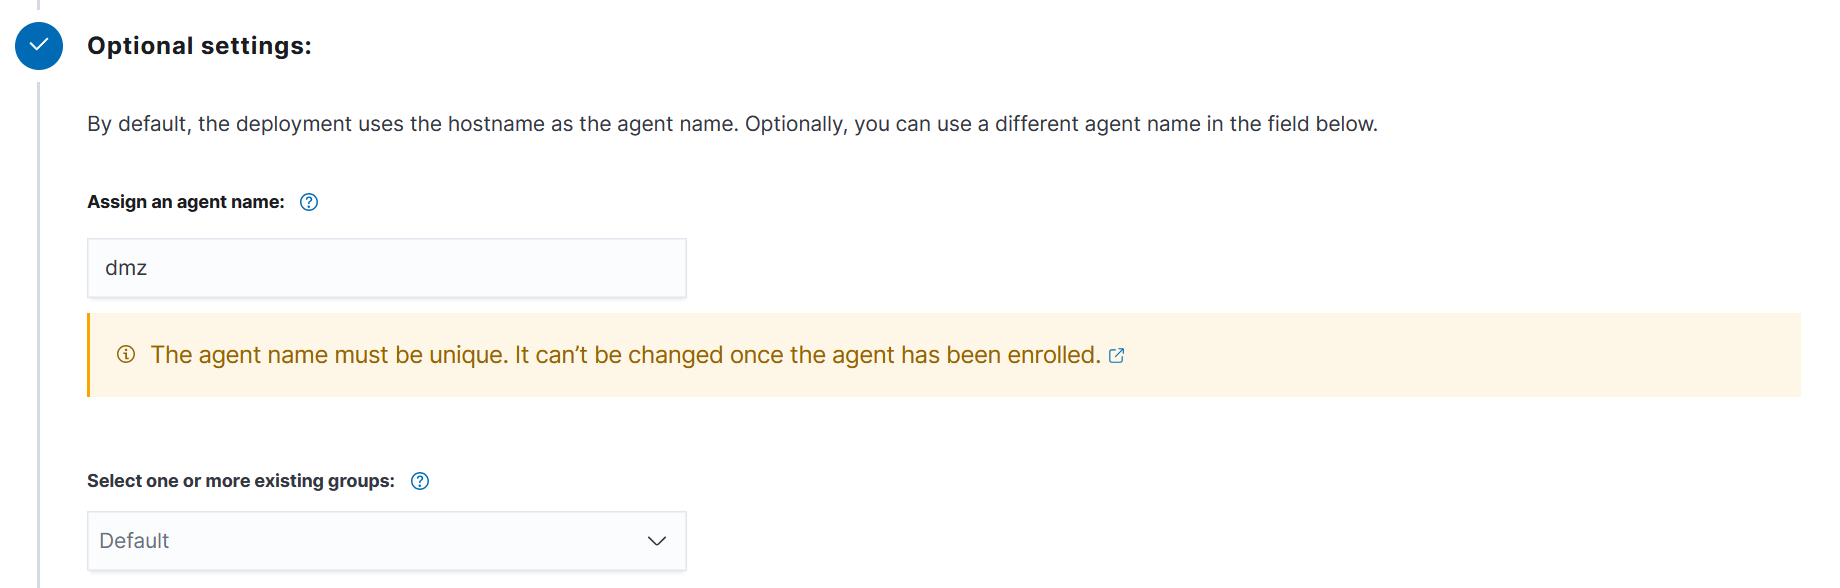 Optional settings:
By default, the deployment uses the hostname as the agent name. Optionally, you can use a different agent name in the field below.
Assign an agent name:
dmz
The agent name must be unique. It can’t be changed once the agent has been enrolled.
Select one or more existing groups:
Default